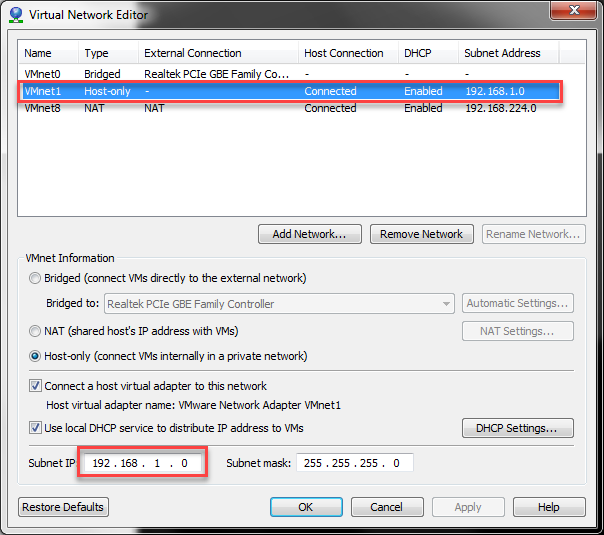 Virtual Network Editor
Name Type External Connection Host Connection DHCP Subnet Address
VMnet0 Bridged Realtek PCIe GBE Family Co... - - -
VMnet1 Host-only - Connected Enabled 192.168.1.0
VMnet8 NAT NAT Connected Enabled 192.168.224.0
Add Network... Remove Network Rename Network...
VMnet Information
Bridged (connect VMs directly to the external network)
Bridged to: Realtek PCIe GBE Family Controller Automatic Settings...
NAT (shared host's IP address with VMs) NAT Settings...
Host-only (connect VMs internally in a private network)
Connect a host virtual adapter to this network
Host virtual adapter name: VMware Network Adapter VMnet1
Use local DHCP service to distribute IP address to VMs DHCP Settings...
Subnet IP: 192 . 168 . 1 . 0 Subnet mask: 255 . 255 . 255 . 0
Restore Defaults OK Cancel Apply Help